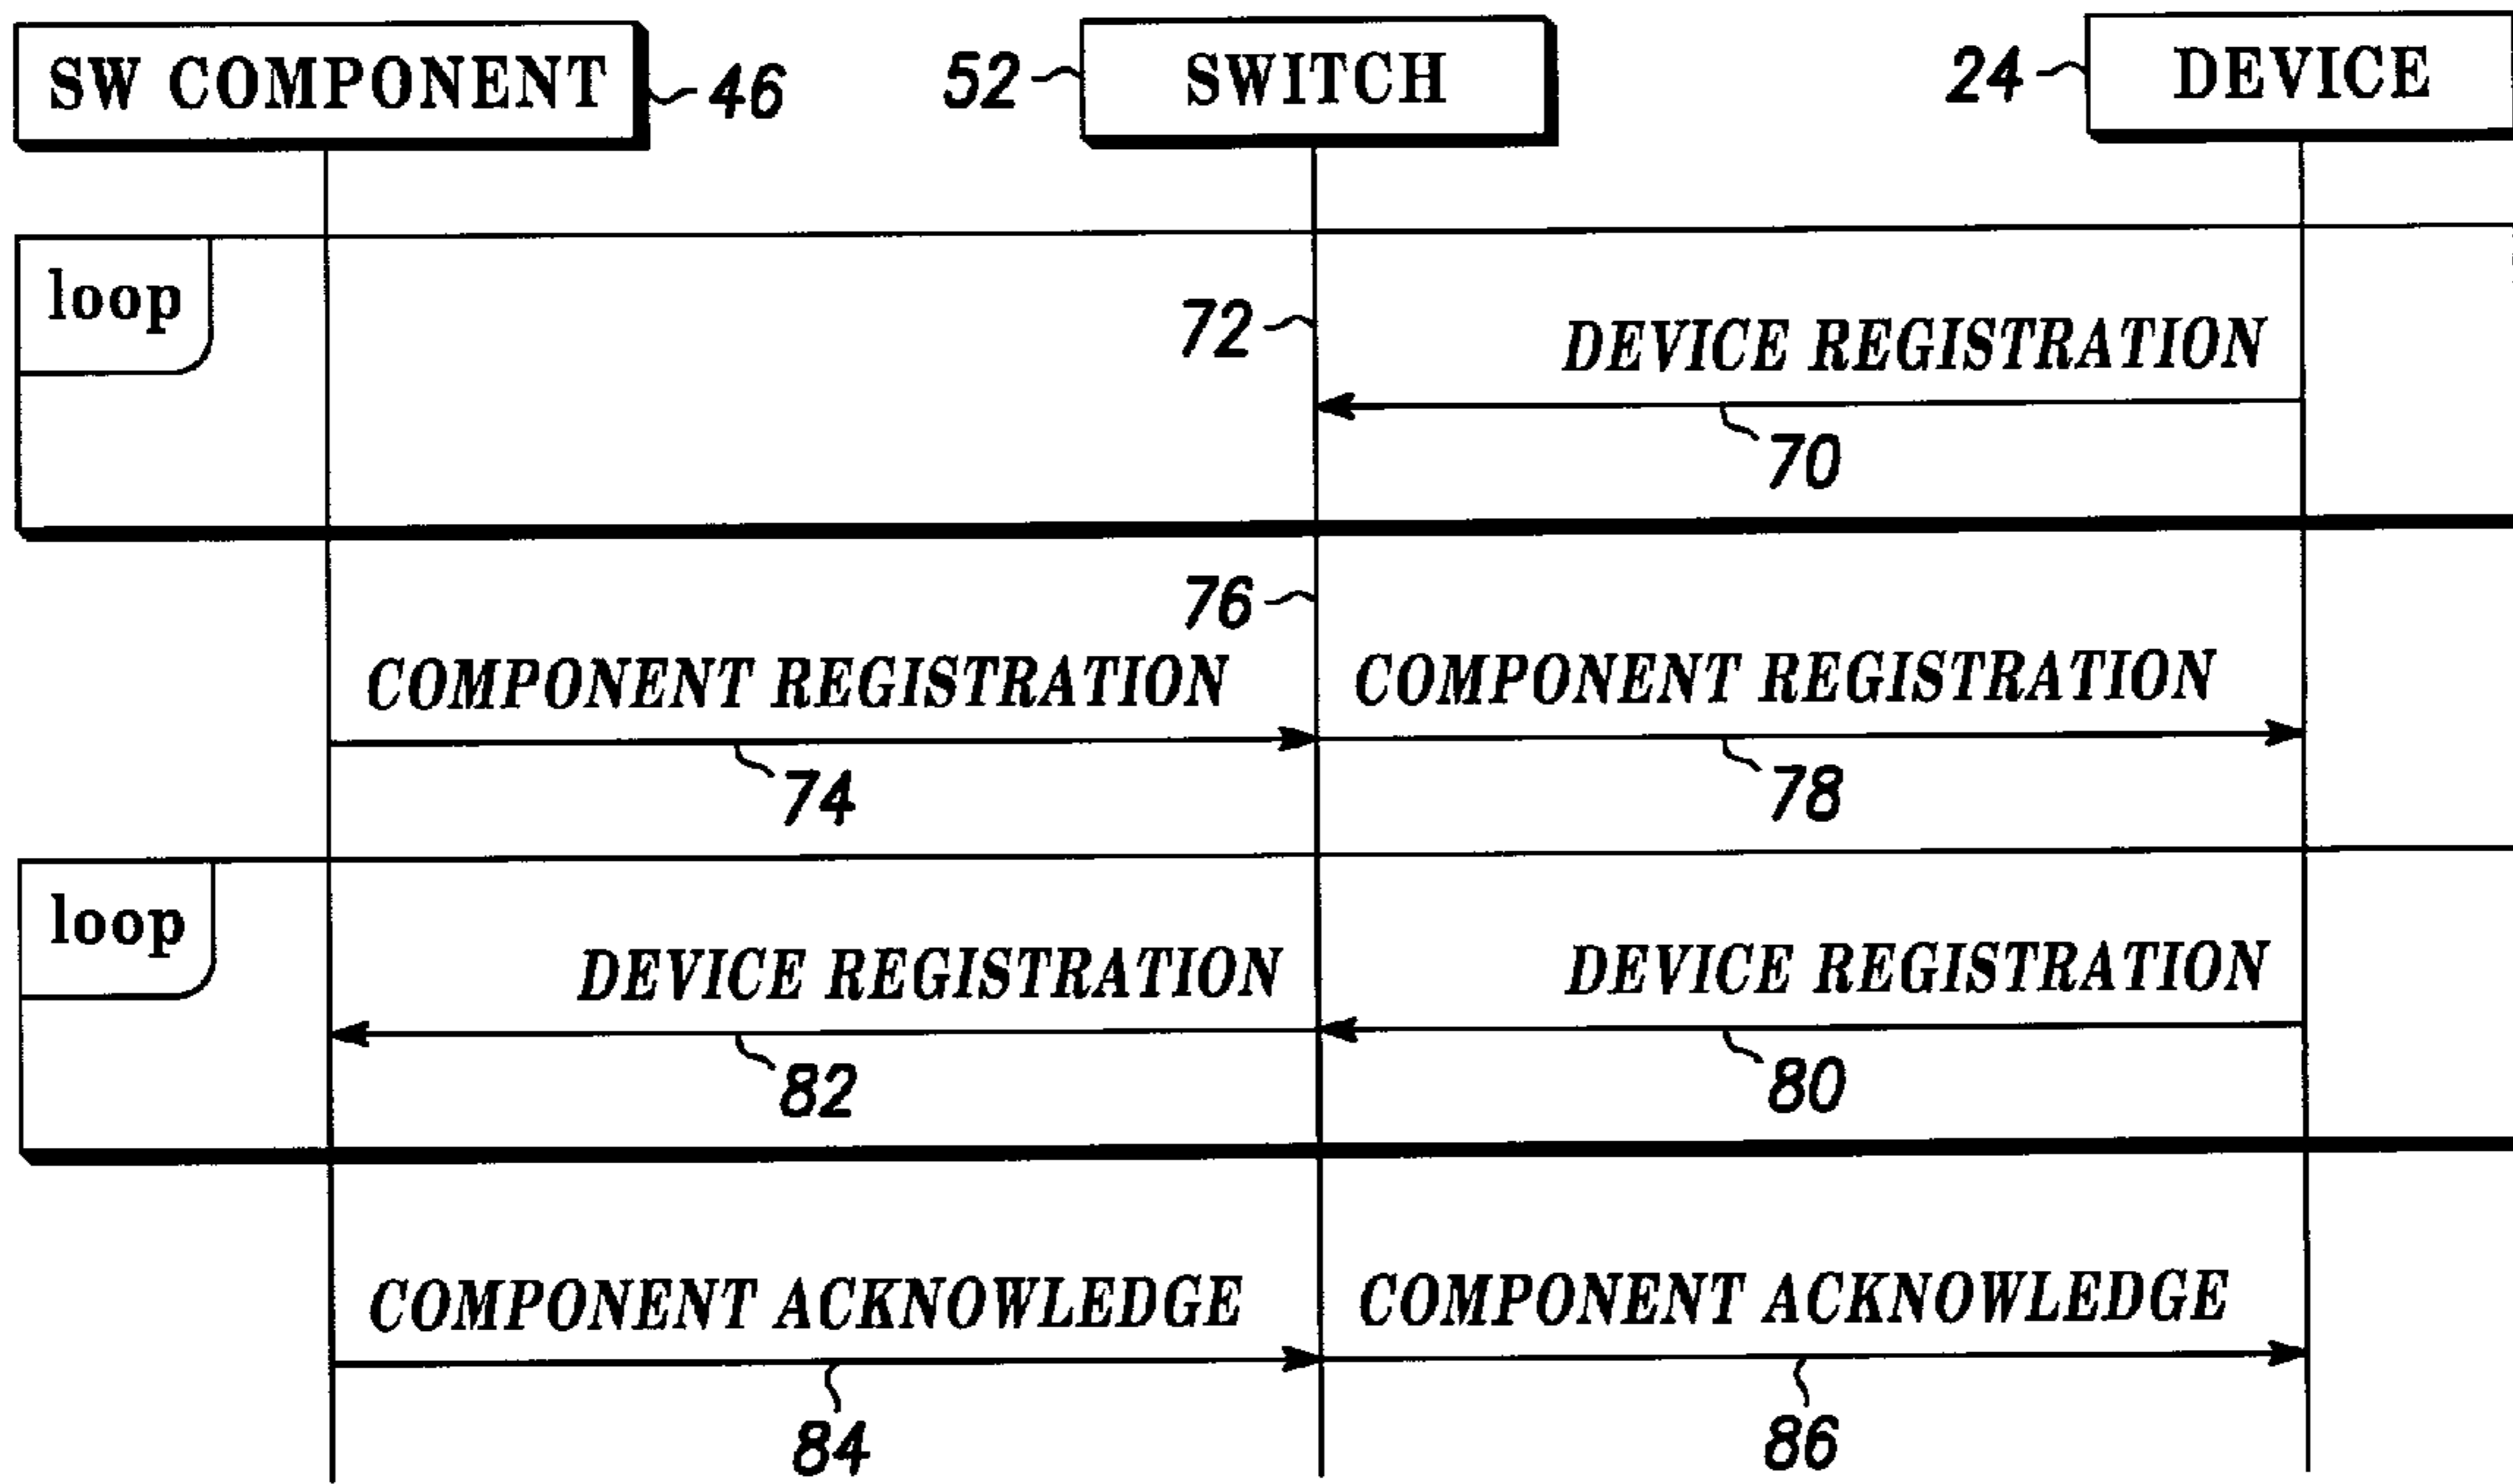 SW COMPONENT 46 52 SWITCH 24 DEVICE
loop
72 DEVICE REGISTRATION
70
76
COMPONENT REGISTRATION COMPONENT REGISTRATION
74 78
loop
DEVICE REGISTRATION DEVICE REGISTRATION
82 80
COMPONENT ACKNOWLEDGE COMPONENT ACKNOWLEDGE
84 86